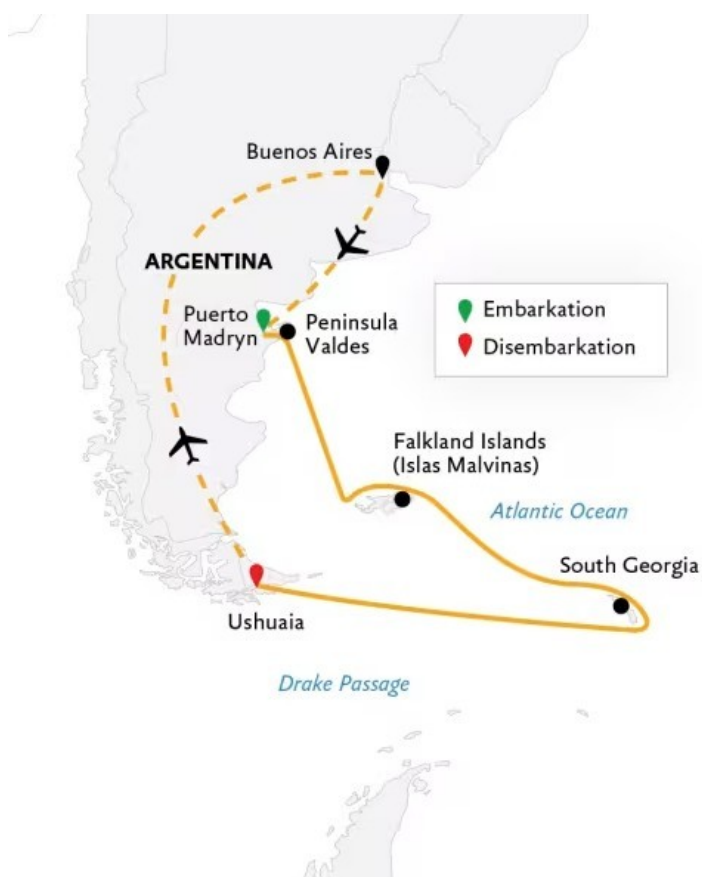 Buenos Aires
ARGENTINA
Puerto
Madryn
Peninsula
Valdes
Embarkation
Disembarkation
Falkland Islands
(Islas Malvinas)
Atlantic Ocean
South Georgia
Ushuaia
Drake Passage